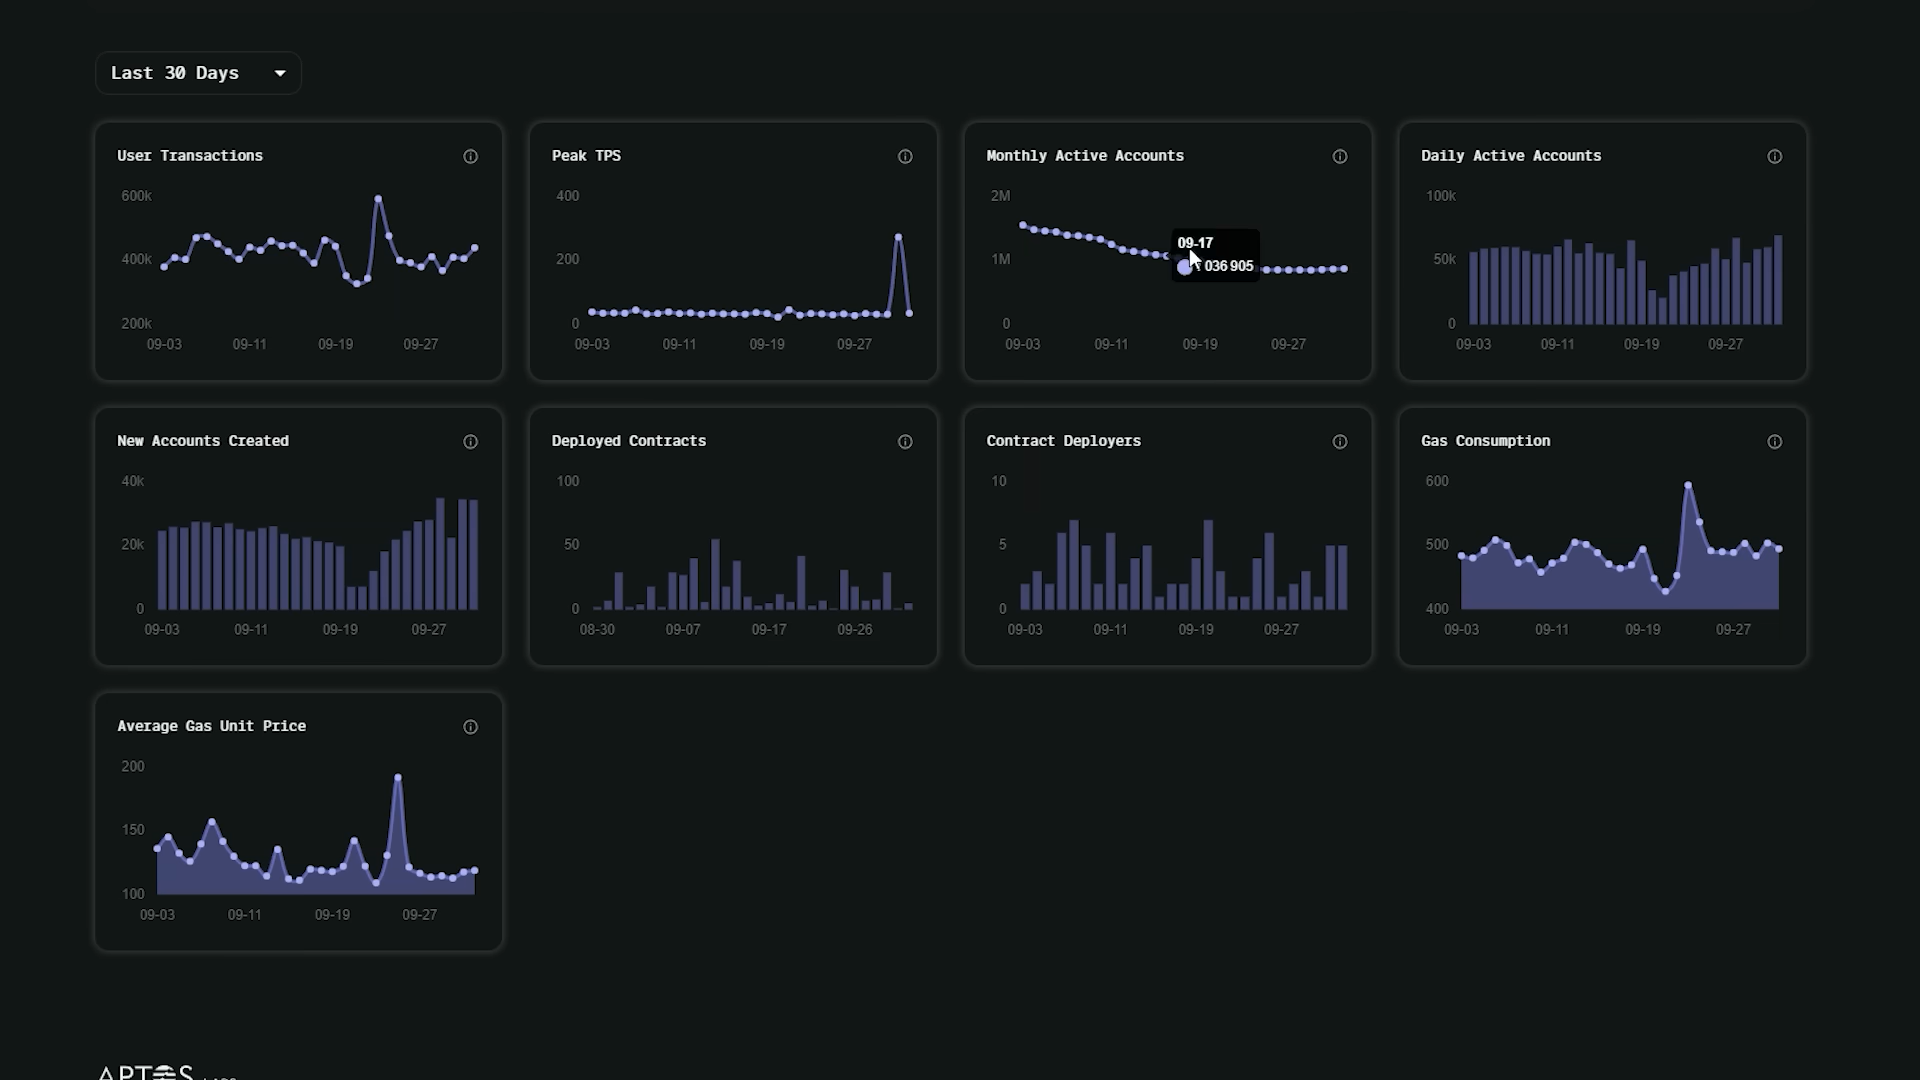 Last 30 Days
User Transactions
600k
400k
200k
09-03 09-11 09-19 09-27
Peak TPS
400
200
0
09-03 09-11 09-19 09-27
Monthly Active Accounts
2M
1M
0
09-17
036 905
09-03 09-11 09-19 09-27
Daily Active Accounts
100k
50k
0
09-03 09-11 09-19 09-27
New Accounts Created
40k
20k
0
09-03 09-11 09-19 09-27
Deployed Contracts
100
50
0
08-30 09-07 09-17 09-26
Contract Deployers
10
5
0
09-03 09-11 09-19 09-27
Gas Consumption
600
500
400
09-03 09-11 09-19 09-27
Average Gas Unit Price
200
150
100
09-03 09-11 09-19 09-27
APTOS